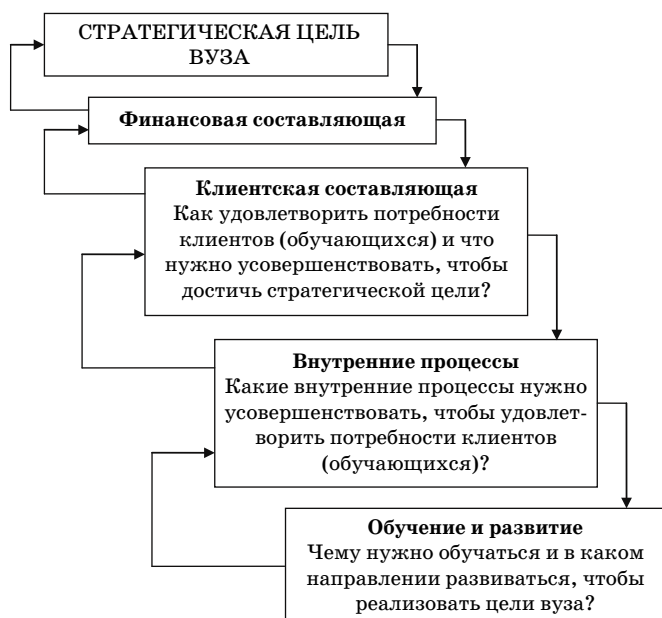 СТРАТЕГИЧЕСКАЯ ЦЕЛЬ
ВУЗА
Финансовая составляющая
Клиентская составляющая
Как удовлетворить потребности
клиентов (обучающихся) и что
нужно усовершенствовать, чтобы
достичь стратегической цели?
Внутренние процессы
Какие внутренние процессы нужно
усовершенствовать, чтобы удовлет-
ворить потребности клиентов
(обучающихся)?
Обучение и развитие
Чему нужно обучаться и в каком
направлении развиваться, чтобы
реализовать цели вуза?